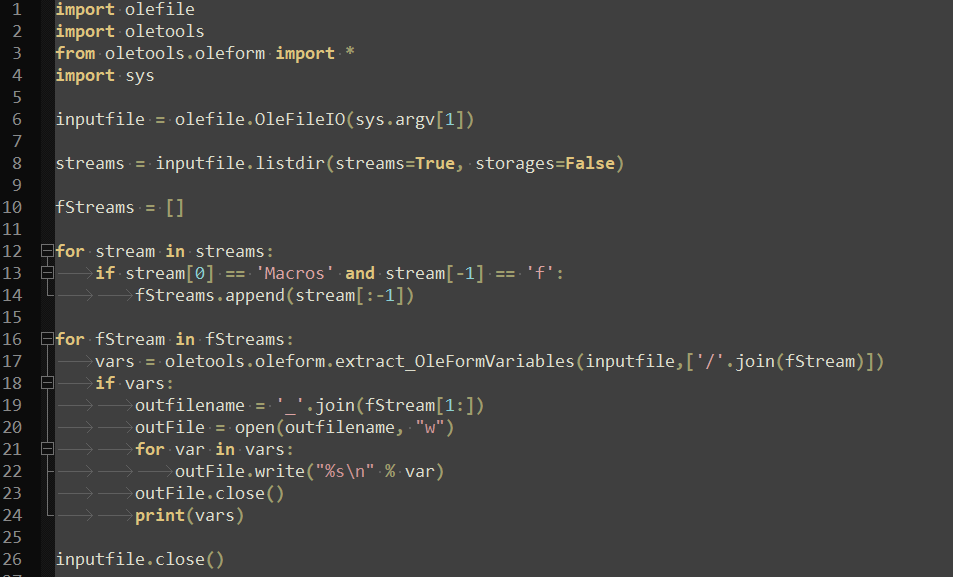 1 import olefile
2 import oletools
3 from oletools.oleform import *
4 import sys
5
6 inputfile = olefile.OleFileIO(sys.argv[1])
7
8 streams = inputfile.listdir(streams=True, storages=False)
9
10 fStreams = []
11
12 for stream in streams:
13 if stream[0] == 'Macros' and stream[-1] == 'f':
14 fStreams.append(stream[:-1])
15
16 for fStream in fStreams:
17 vars = oletools.oleform.extract_OleFormVariables(inputfile,['/'.join(fStream)])
18 if vars:
19 outfilename = '_'.join(fStream[1:])
20 outFile = open(outfilename, "w")
21 for var in vars:
22 outFile.write("%s\n" % var)
23 outFile.close()
24 print(vars)
25
26 inputfile.close()